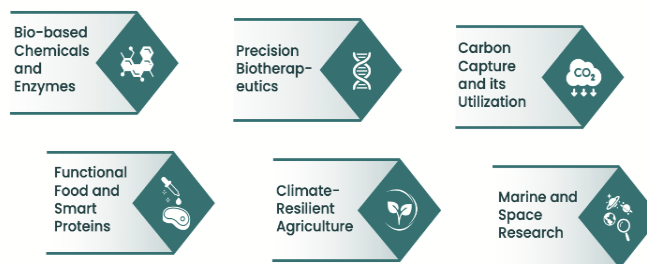 Bio-based
Chemicals
and
Enzymes
Precision
Biotherap-
eutics
Carbon
Capture
and its
Utilization
CO2
Functional
Food and
Smart
Proteins
Climate-
Resilient
Agriculture
Marine and
Space
Research